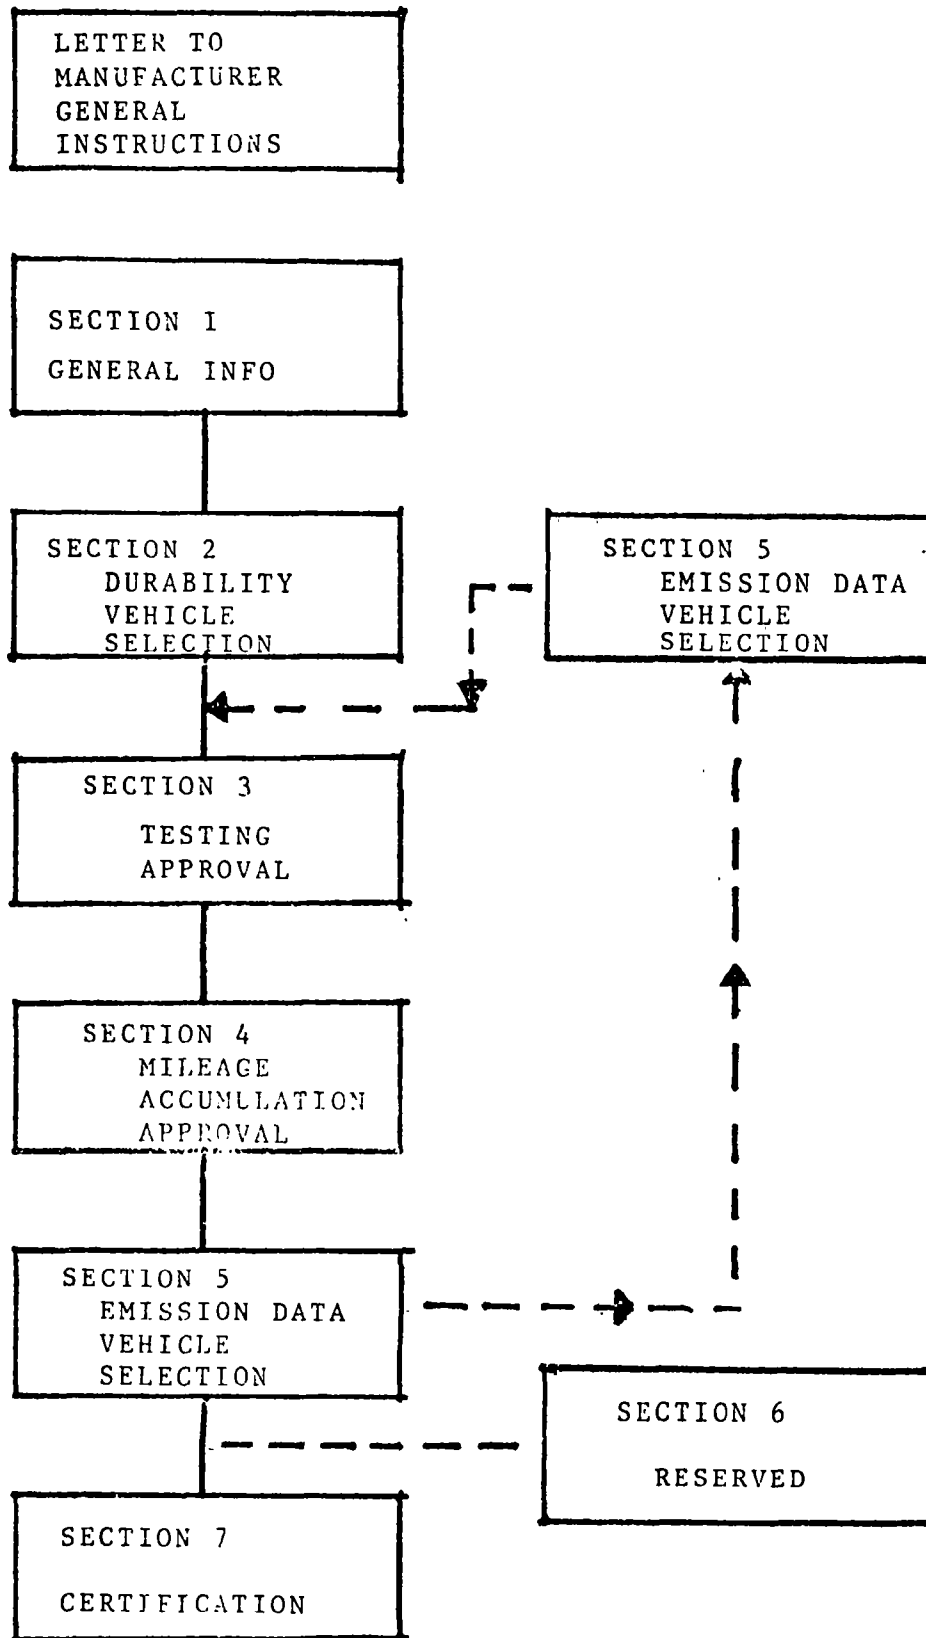 LETTER TO
MANUFACTURER
GENERAL
INSTRUCTIONS
SECTION 1
GENERAL INFO
SECTION 2
DURABILITY
VEHICLE
SELECTION
SECTION 5
EMISSION DATA
VEHICLE
SELECTION
SECTION 3
TESTING
APPROVAL
SECTION 4
MILEAGE
ACCUMULATION
APPROVAL
SECTION 5
EMISSION DATA
VEHICLE
SELECTION
SECTION 6
RESERVED
SECTION 7
CERTIFICATION